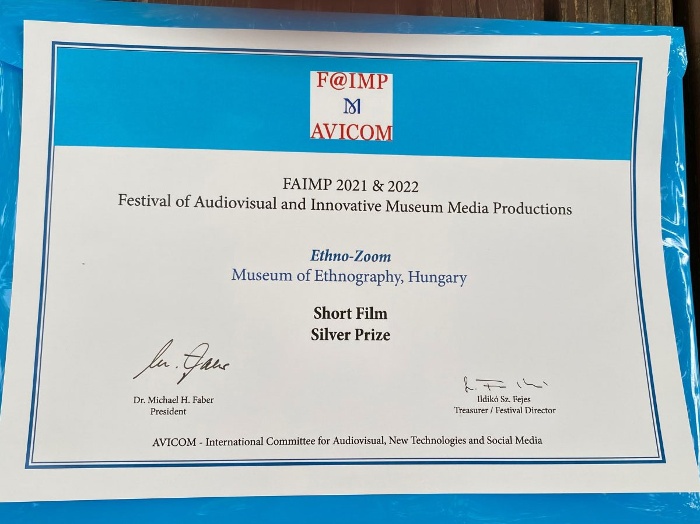 F@IMP
AVICOM
FAIMP 2021 & 2022
Festival of Audiovisual and Innovative Museum Media Productions
Ethno-Zoom
Museum of Ethnography, Hungary
Short Film
Silver Prize
Dr. Michael H. Faber
President
Ildikó Sz. Fejes
Treasurer / Festival Director
AVICOM - International Committee for Audiovisual, New Technologies and Social Media